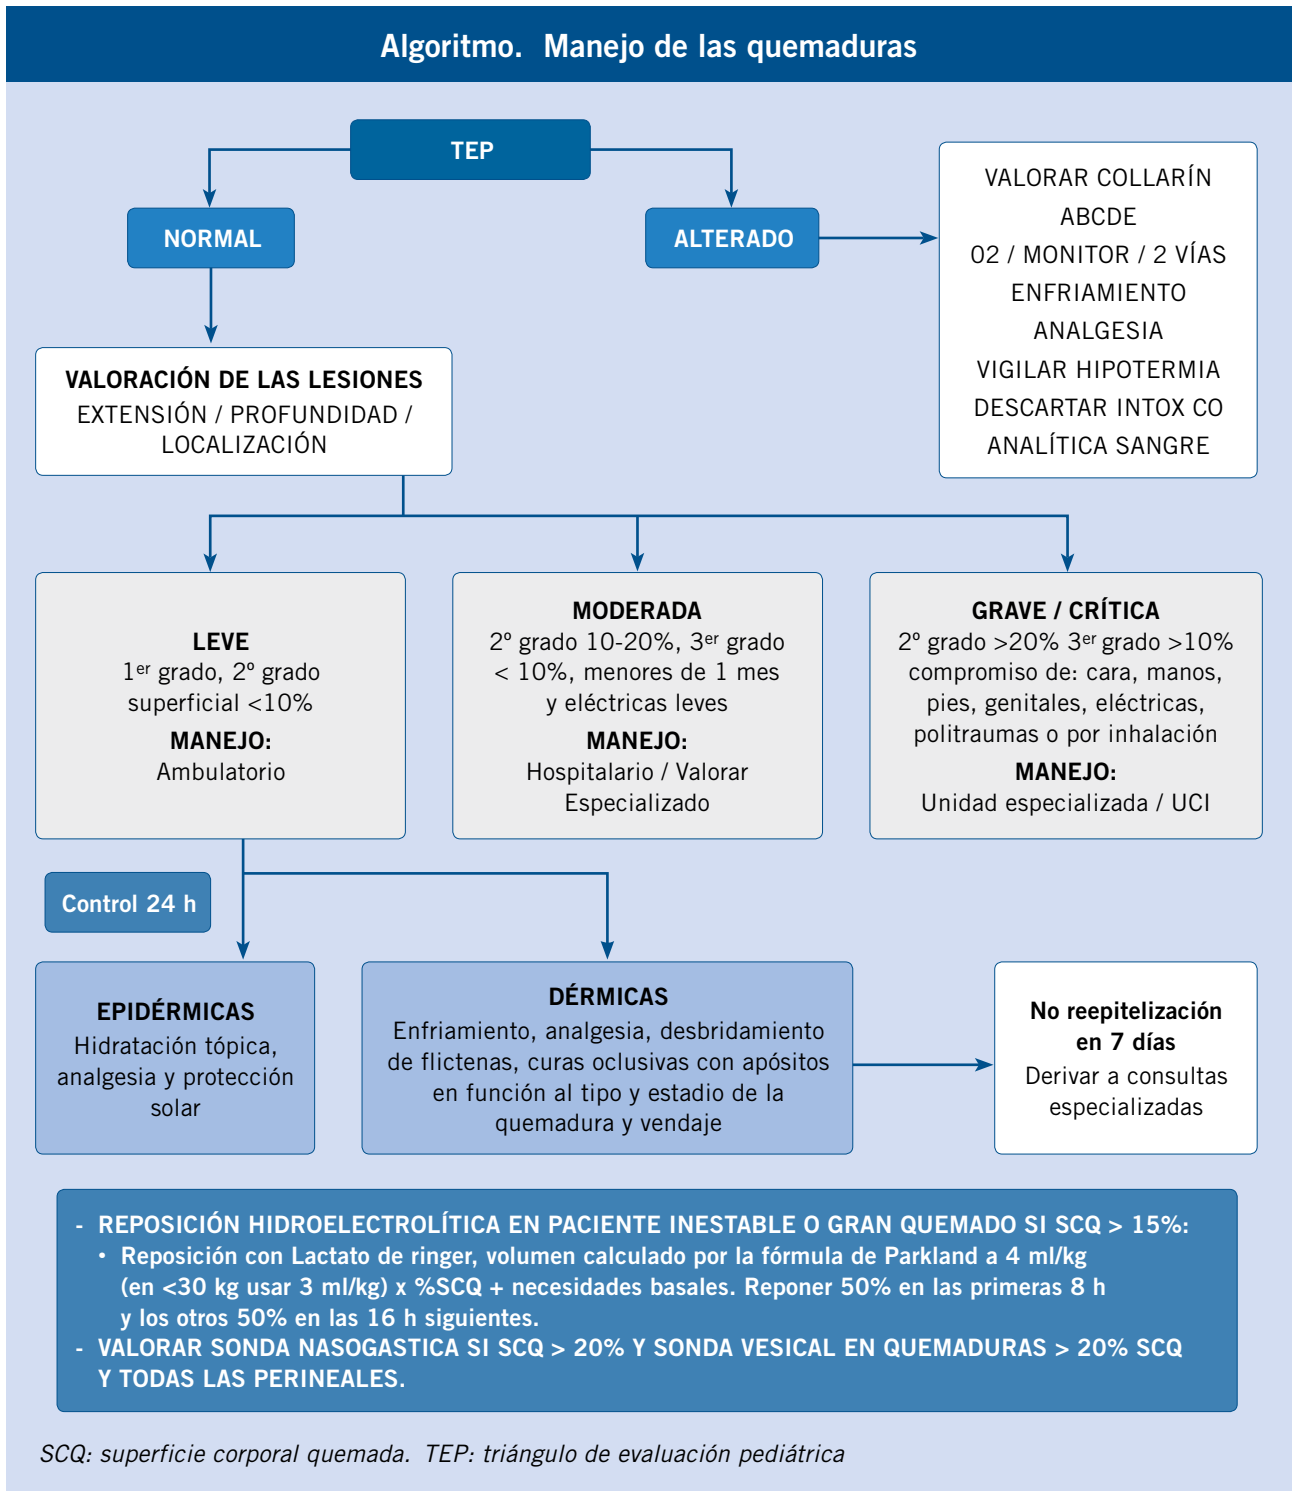 Algoritmo. Manejo de las quemaduras
TEP
NORMAL
ALTERADO
VALORAR COLLARÍN
ABCDE
02 / MONITOR / 2 VÍAS
ENFRIAMIENTO
ANALGESIA
VIGILAR HIPOTERMIA
DESCARTAR INTOX CO
ANALÍTICA SANGRE
VALORACIÓN DE LAS LESIONES
EXTENSIÓN / PROFUNDIDAD /
LOCALIZACIÓN
LEVE
1er grado, 2º grado
superficial <10%
MANEJO:
Ambulatorio
MODERADA
2º grado 10-20%, 3er grado
< 10%, menores de 1 mes
y eléctricas leves
MANEJO:
Hospitalario / Valorar
Especializado
GRAVE / CRÍTICA
2º grado >20% 3er grado >10%
compromiso de: cara, manos,
pies, genitales, eléctricas,
politraumas o por inhalación
MANEJO:
Unidad especializada / UCI
Control 24 h
EPIDÉRMICAS
Hidratación tópica,
analgesia y protección
solar
DÉRMICAS
Enfriamiento, analgesia, desbridamiento
de flictenas, curas oclusivas con apósitos
en función al tipo y estadio de la
quemadura y vendaje
No reepitelización
en 7 días
Derivar a consultas
especializadas
- REPOSICIÓN HIDROELECTROLÍTICA EN PACIENTE INESTABLE O GRAN QUEMADO SI SCQ > 15%:
• Reposición con Lactato de ringer, volumen calculado por la fórmula de Parkland a 4 ml/kg
(en <30 kg usar 3 ml/kg) x %SCQ + necesidades basales. Reponer 50% en las primeras 8 h
y los otros 50% en las 16 h siguientes.
- VALORAR SONDA NASOGASTICA SI SCQ > 20% Y SONDA VESICAL EN QUEMADURAS > 20% SCQ
Y TODAS LAS PERINEALES.
SCQ: superficie corporal quemada. TEP: triángulo de evaluación pediátrica